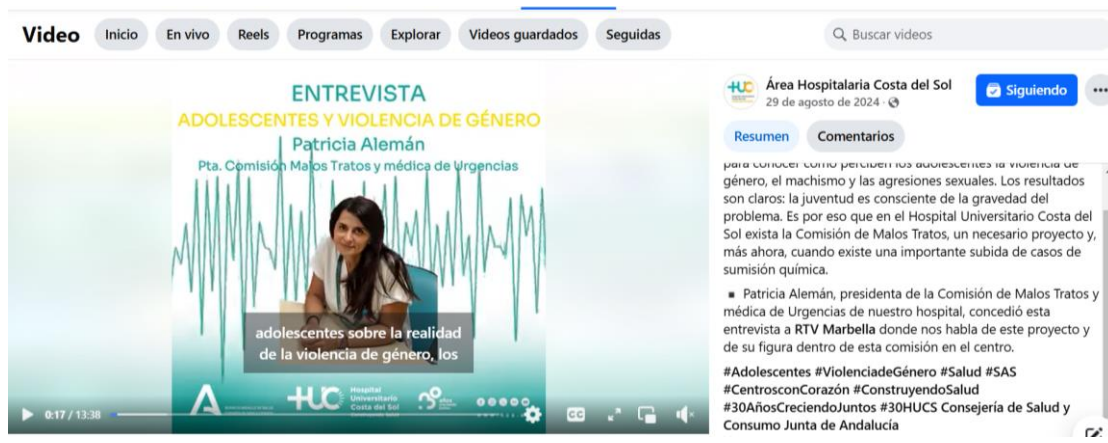 Video Inicio En vivo Reels Programas Explorar Videos guardados Seguidas Buscar videos
ENTREVISTA
ADOLESCENTES Y VIOLENCIA DE GÉNERO
Patricia Alemán
Pta. Comisión Malos Tratos y médica de Urgencias
adolescentes sobre la realidad
de la violencia de género, los
HUC Hospital
Universitario
Costa del Sol
0:17 / 13:38
CC
Área Hospitalaria Costa del Sol
29 de agosto de 2024 ·
Siguiendo
Resumen Comentarios
para conocer cómo perciben los adolescentes la violencia de
género, el machismo y las agresiones sexuales. Los resultados
son claros: la juventud es consciente de la gravedad del
problema. Es por eso que en el Hospital Universitario Costa del
Sol exista la Comisión de Malos Tratos, un necesario proyecto y,
más ahora, cuando existe una importante subida de casos de
sumisión química.
▪ Patricia Alemán, presidenta de la Comisión de Malos Tratos y
médica de Urgencias de nuestro hospital, concedió esta
entrevista a RTV Marbella donde nos habla de este proyecto y
de su figura dentro de esta comisión en el centro.
#Adolescentes #ViolenciadeGénero #Salud #SAS
#CentrosconCorazón #ConstruyendoSalud
#30AñosCreciendoJuntos #30HUCS Consejería de Salud y
Consumo Junta de Andalucía